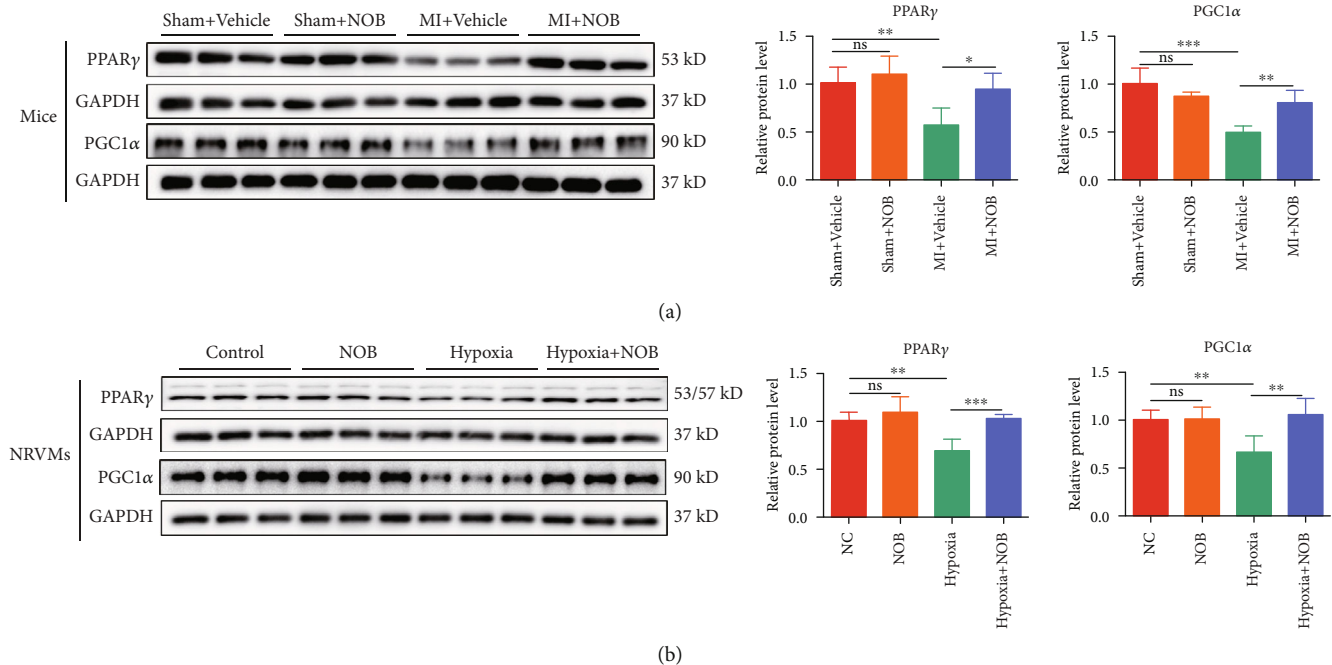 Sham+Vehicle Sham+NOB MI+Vehicle MI+NOB
Mice
PPARγ 53 kD
GAPDH 37 kD
PGC1α 90 kD
GAPDH 37 kD
PPARγ
Relative protein level
1.5
1.0
0.5
0.0
**
ns
*
Sham+Vehicle
Sham+NOB
MI+Vehicle
MI+NOB
PGC1α
Relative protein level
1.5
1.0
0.5
0.0
***
ns
**
Sham+Vehicle
Sham+NOB
MI+Vehicle
MI+NOB
(a)
Control NOB Hypoxia Hypoxia+NOB
NRVMs
PPARγ 53/57 kD
GAPDH 37 kD
PGC1α 90 kD
GAPDH 37 kD
PPARγ
Relative protein level
1.5
1.0
0.5
0.0
**
ns
***
NC
NOB
Hypoxia
Hypoxia+NOB
PGC1α
Relative protein level
1.5
1.0
0.5
0.0
**
ns
**
NC
NOB
Hypoxia
Hypoxia+NOB
(b)